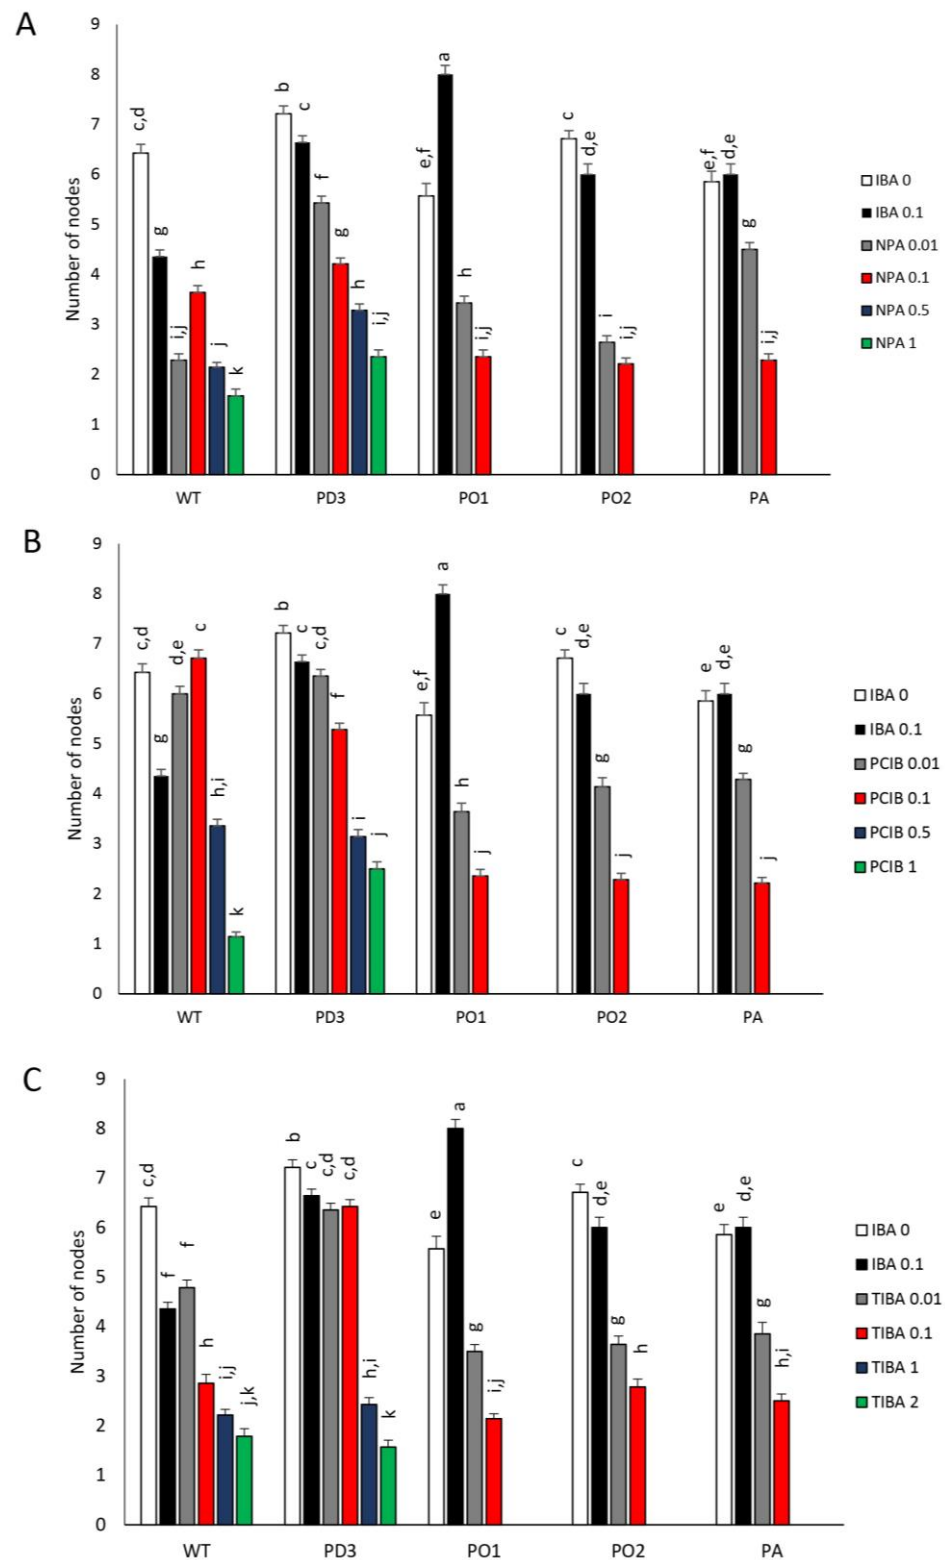 A
Number of nodes
9
8
7
6
5
4
3
2
1
0
c,d
g
i,j
h
j
k
b
c
f
g
h
i,j
e,f
a
h
i,j
c
d,e
i
i,j
e,f
d,e
g
i,j
WT
PD3
PO1
PO2
PA
IBA 0
IBA 0.1
NPA 0.01
NPA 0.1
NPA 0.5
NPA 1
B
Number of nodes
9
8
7
6
5
4
3
2
1
0
c,d
g
d,e
c
h,i
k
b
c
c,d
f
i
j
e,f
a
h
j
c
d,e
g
j
e
d,e
g
j
WT
PD3
PO1
PO2
PA
IBA 0
IBA 0.1
PCIB 0.01
PCIB 0.1
PCIB 0.5
PCIB 1
C
Number of nodes
9
8
7
6
5
4
3
2
1
0
c,d
f
f
h
i,j
j,k
b
c
c,d
c,d
h,i
k
e
a
g
i,j
c
d,e
g
h
e
d,e
g
h,i
WT
PD3
PO1
PO2
PA
IBA 0
IBA 0.1
TIBA 0.01
TIBA 0.1
TIBA 1
TIBA 2